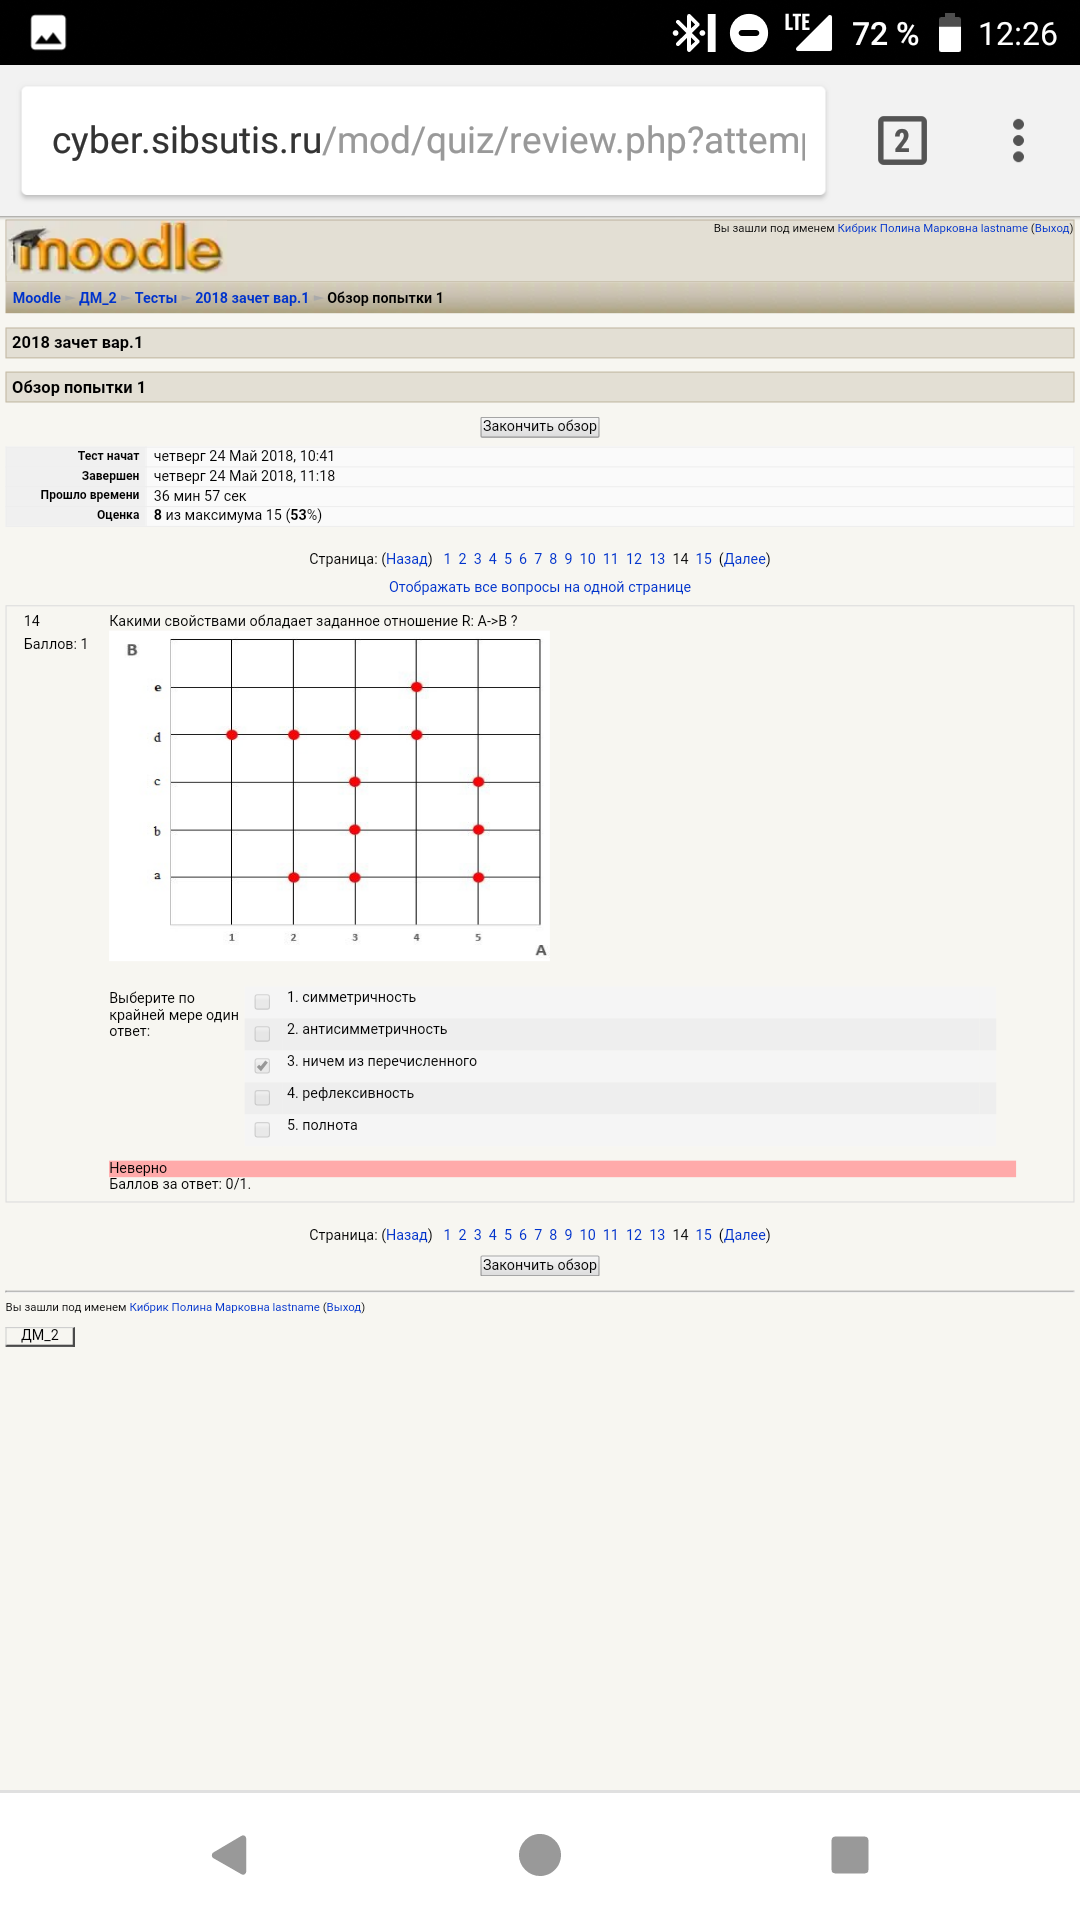 LTE 72 % 12:26
cyber.sibsutis.ru/mod/quiz/review.php?attem
2
moodle
Вы зашли под именем Кибрик Полина Марковна lastname (Выход)
Moodle ► ДМ_2 ► Тесты ► 2018 зачет вар.1 ► Обзор попытки 1
2018 зачет вар.1
Обзор попытки 1
Закончить обзор
Тест начат четверг 24 Май 2018, 10:41
Завершен четверг 24 Май 2018, 11:18
Прошло времени 36 мин 57 сек
Оценка 8 из максимума 15 (53%)
Страница: (Назад) 1 2 3 4 5 6 7 8 9 10 11 12 13 14 15 (Далее)
Отображать все вопросы на одной странице
14
Баллов: 1
Какими свойствами обладает заданное отношение R: A->B ?
B
e
d
c
b
a
1 2 3 4 5
A
Выберите по
крайней мере один
ответ:
1. симметричность
2. антисимметричность
3. ничем из перечисленного
4. рефлексивность
5. полнота
Неверно
Баллов за ответ: 0/1.
Страница: (Назад) 1 2 3 4 5 6 7 8 9 10 11 12 13 14 15 (Далее)
Закончить обзор
Вы зашли под именем Кибрик Полина Марковна lastname (Выход)
ДМ_2